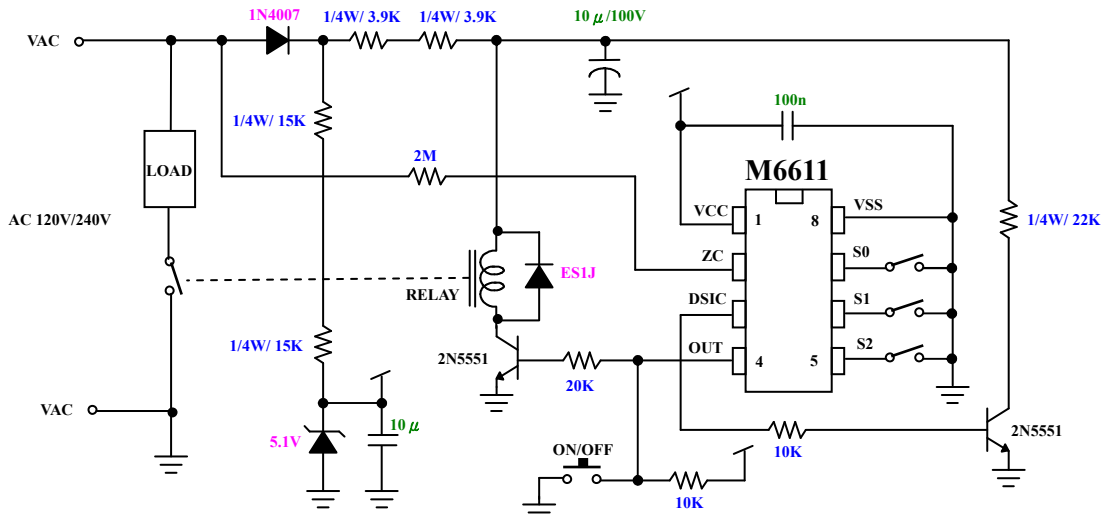 1N4007
1/4W/ 3.9K
1/4W/ 3.9K
10 μ/100V
VAC
1/4W/ 15K
100n
2M
M6611
LOAD
VCC
1
8
VSS
1/4W/ 22K
AC 120V/240V
ZC
S0
RELAY
ES1J
DSIC
S1
1/4W/ 15K
2N5551
OUT
4
5
S2
20K
VAC
5.1V
10 μ
2N5551
10K
ON/OFF
10K